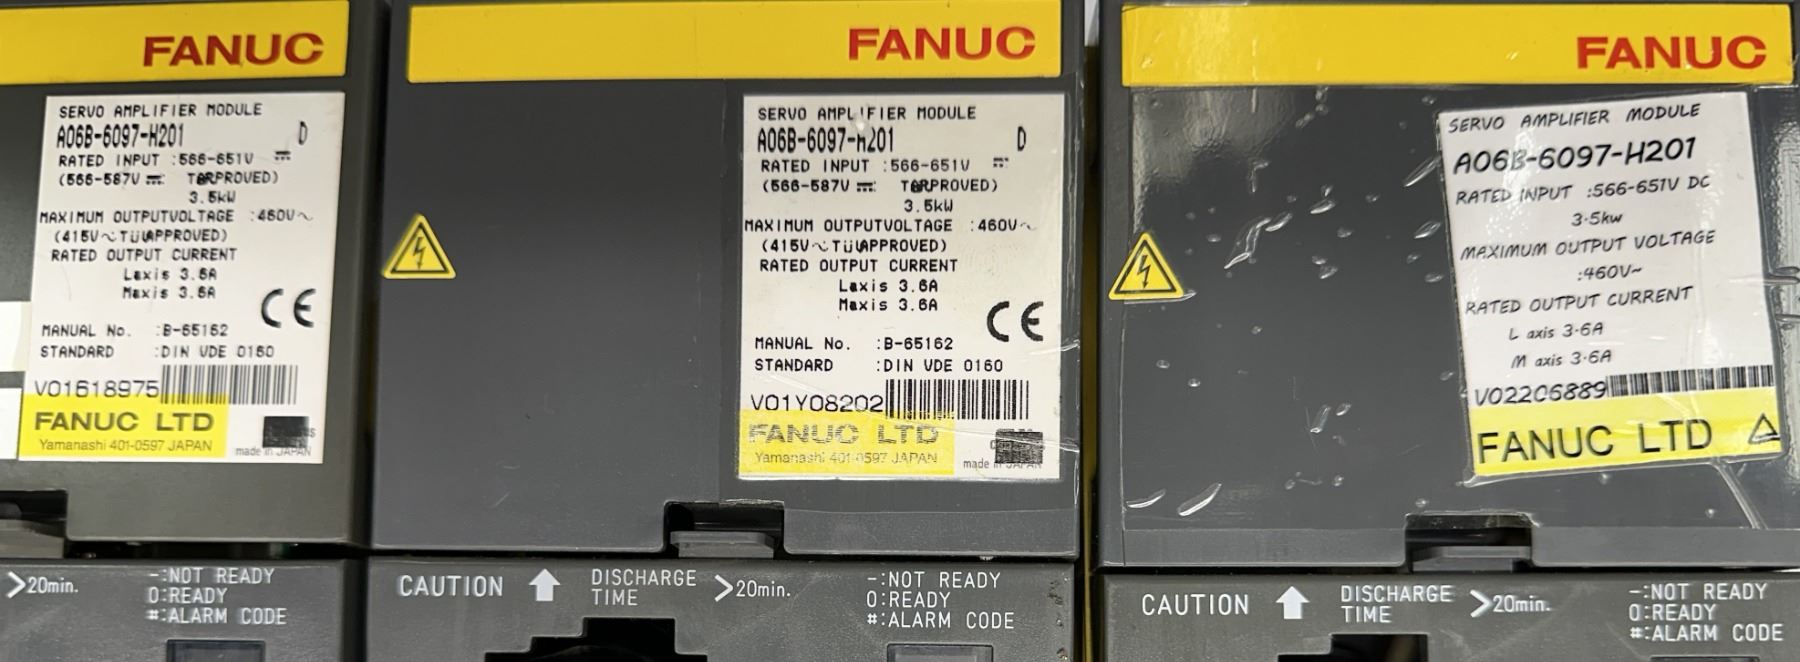 FANUC
SERVO AMPLIFIER MODULE
A06B-6097-H201 D
RATED INPUT :566-651V
(566-587V : APPROVED)
3.5kW
MAXIMUM OUTPUTVOLTAGE :460V~
(415V~TÜV APPROVED)
RATED OUTPUT CURRENT
Laxis 3.6A
Maxis 3.6A
CE
MANUAL No. :B-65162
STANDARD :DIN VDE 0160
V01618975
FANUC LTD
Yamanashi 401-0597 JAPAN
made in JAPAN
>20min.
-:NOT READY
0:READY
#:ALARM CODE
FANUC
SERVO AMPLIFIER MODULE
A06B-6097-H201 D
RATED INPUT :566-651V
(566-587V : APPROVED)
3.5kW
MAXIMUM OUTPUTVOLTAGE :460V~
(415V~TÜV APPROVED)
RATED OUTPUT CURRENT
Laxis 3.6A
Maxis 3.6A
CE
MANUAL No. :B-65162
STANDARD :DIN VDE 0160
V01Y08202
FANUC LTD
Yamanashi 401-0597 JAPAN
made in JAPAN
CAUTION
DISCHARGE
TIME
>20min.
-:NOT READY
0:READY
#:ALARM CODE
FANUC
SERVO AMPLIFIER MODULE
A06B-6097-H201
RATED INPUT :566-651V DC
3.5kw
MAXIMUM OUTPUT VOLTAGE
:460V~
RATED OUTPUT CURRENT
L axis 3.6A
M axis 3.6A
V02206889
FANUC LTD
CAUTION
DISCHARGE
TIME
>20min.
-:NOT READY
0:READY
#:ALARM CODE